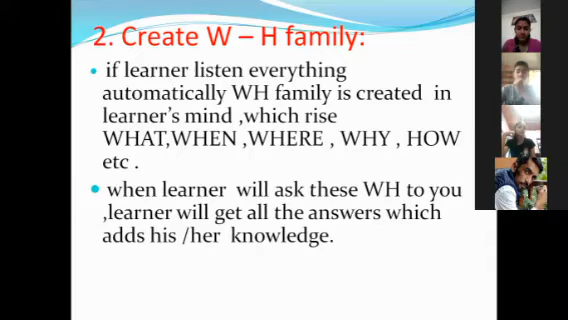 2. Create W – H family:
• if learner listen everything
automatically WH family is created in
learner's mind ,which rise
WHAT,WHEN ,WHERE , WHY , HOW
etc .
• when learner will ask these WH to you
,learner will get all the answers which
adds his /her knowledge.